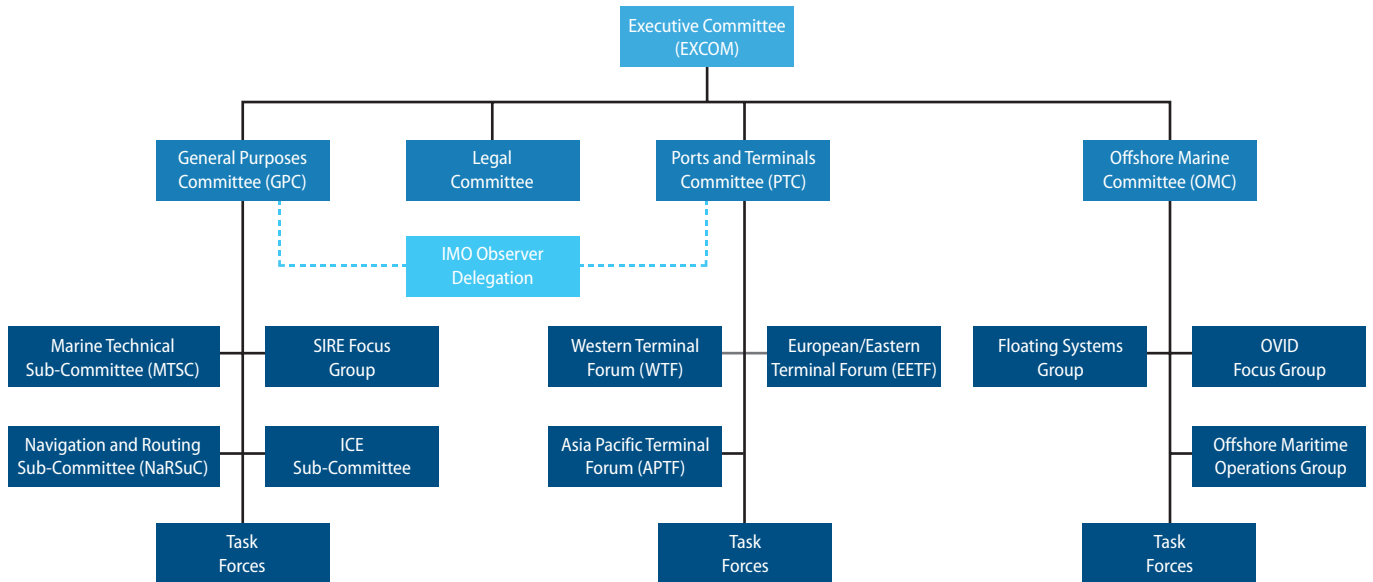 Executive Committee
(EXCOM)
General Purposes
Committee (GPC)
Legal
Committee
Ports and Terminals
Committee (PTC)
Offshore Marine
Committee (OMC)
IMO Observer
Delegation
Marine Technical
Sub-Committee (MTSC)
SIRE Focus
Group
Western Terminal
Forum (WTF)
European/Eastern
Terminal Forum (EETF)
Floating Systems
Group
OVID
Focus Group
Navigation and Routing
Sub-Committee (NaRSuC)
ICE
Sub-Committee
Asia Pacific Terminal
Forum (APTF)
Offshore Maritime
Operations Group
Task
Forces
Task
Forces
Task
Forces